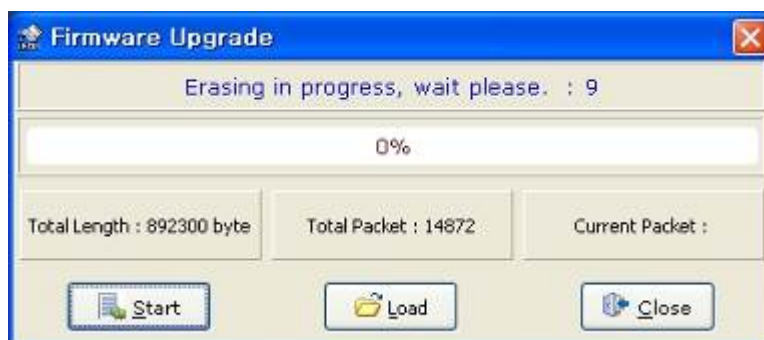 Firmware Upgrade
Erasing in progress, wait please. : 9
0%
Total Length : 892300 byte
Total Packet : 14872
Current Packet :
Start
Load
Close